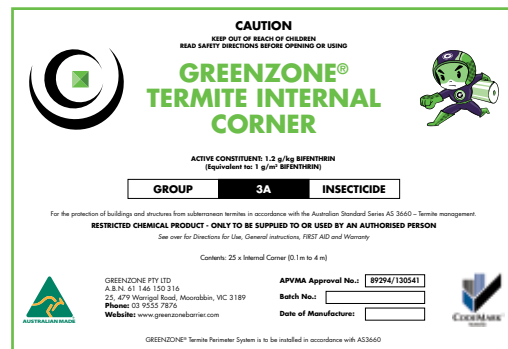 CAUTION
KEEP OUT OF REACH OF CHILDREN
READ SAFETY DIRECTIONS BEFORE OPENING OR USING
GREENZONE®
TERMITE INTERNAL
CORNER
ACTIVE CONSTITUENT: 1.2 g/kg BIFENTHRIN
(Equivalent to: 1 g/m² BIFENTHRIN)
GROUP 3A INSECTICIDE
For the protection of buildings and structures from subterranean termites in accordance with the Australian Standard Series AS 3660 – Termite management.
RESTRICTED CHEMICAL PRODUCT - ONLY TO BE SUPPLIED TO OR USED BY AN AUTHORISED PERSON
See over for Directions for Use, General instructions, FIRST AID and Warranty
Contents: 25 x Internal Corner (0.1m to 4 m)
GREENZONE PTY LTD
A.B.N. 61 146 150 316
25, 479 Warrigal Road, Moorabbin, VIC 3189
Phone: 03 9555 7876
Website: www.greenzonebarrier.com
APVMA Approval No.: 89294/130541
Batch No.:
Date of Manufacture:
AUSTRALIAN MADE
CODEMARK
GREENZONE® Termite Perimeter System is to be installed in accordance with AS3660